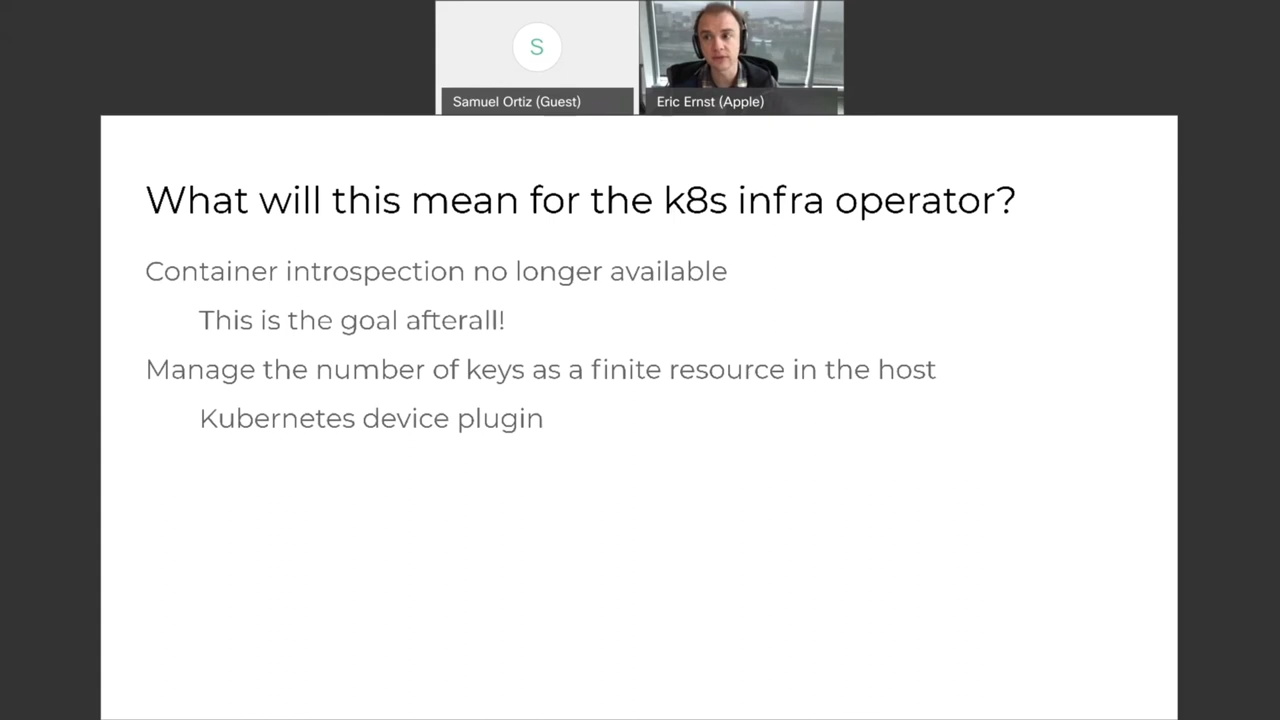 S
Samuel Ortiz (Guest)
Eric Ernst (Apple)
What will this mean for the k8s infra operator?
Container introspection no longer available
This is the goal afterall!
Manage the number of keys as a finite resource in the host
Kubernetes device plugin